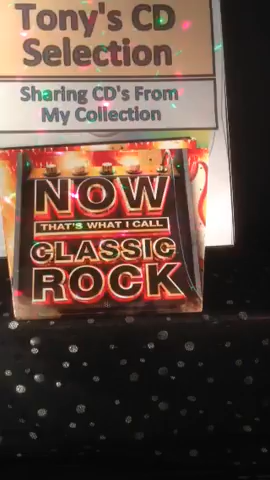 Tony's CD
Selection
Sharing CD's From
My Collection
NOW
THAT'S WHAT I CALL
CLASSIC
ROCK